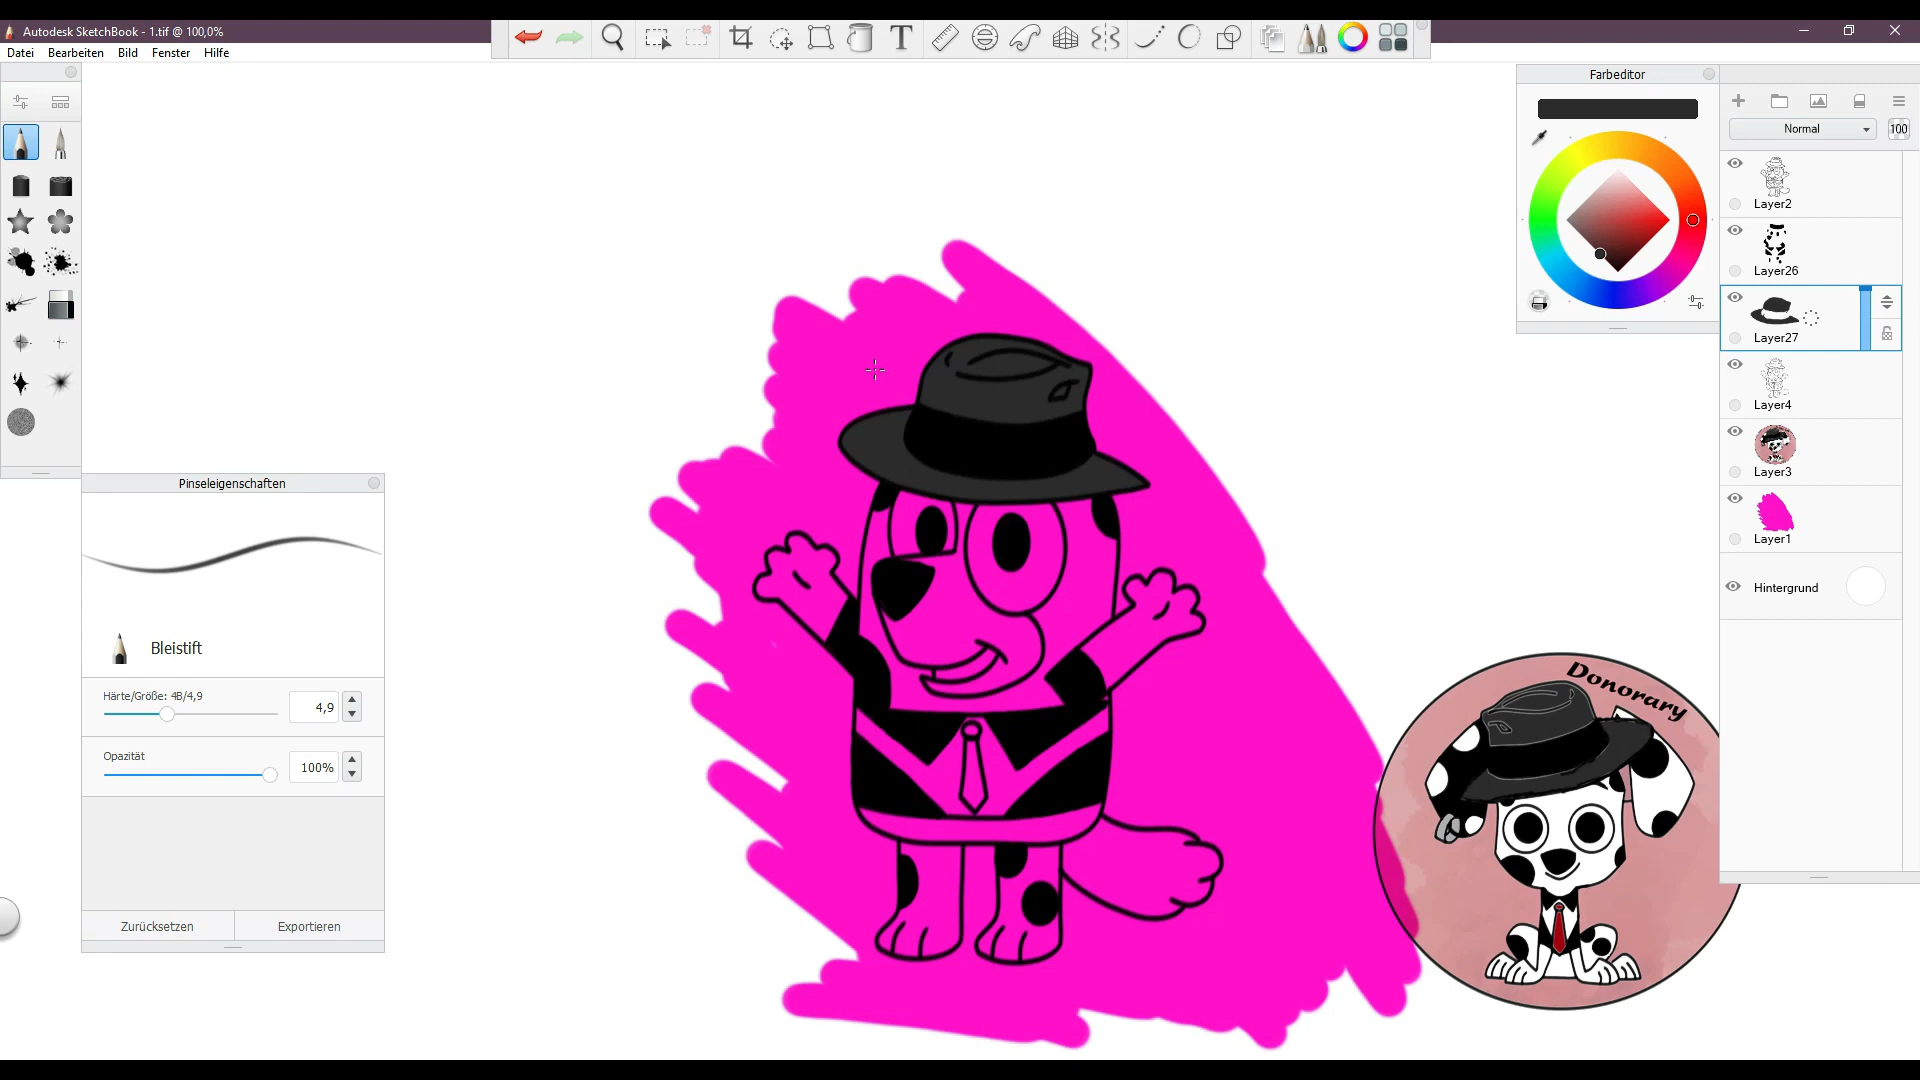 Autodesk SketchBook - 1.tif @ 100,0%
Datei Bearbeiten Bild Fenster Hilfe
T
Farbeditor
Normal 100
Layer2
Layer26
Layer27
Layer4
Layer3
Layer1
Hintergrund
Pinseleigenschaften
Bleistift
Härte/Größe: 4B/4,9
4,9
Opazität
100%
Zurücksetzen Exportieren
Donorary